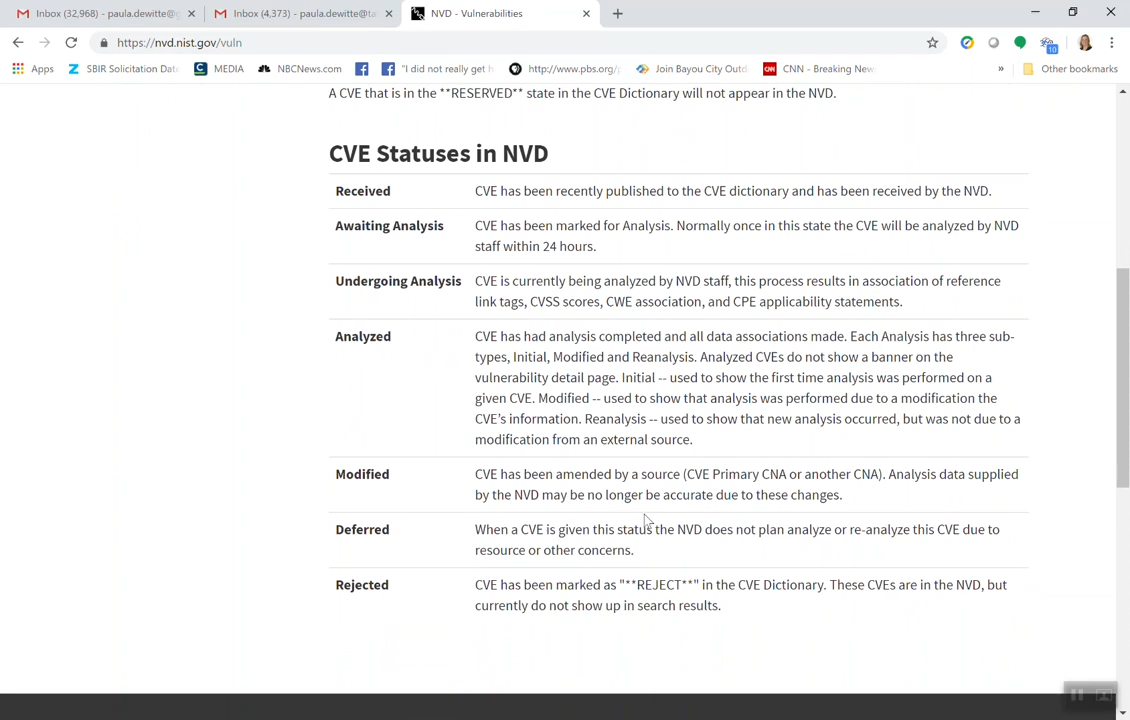 Inbox (32,968) - paula.dewitte@g
Inbox (4,373) - paula.dewitte@ta
NVD - Vulnerabilities
https://nvd.nist.gov/vuln
10
Apps
SBIR Solicitation Dat
MEDIA
NBCNews.com
"I did not really get h
http://www.pbs.org/
Join Bayou City Outd
CNN - Breaking New
»
Other bookmarks
A CVE that is in the **RESERVED** state in the CVE Dictionary will not appear in the NVD.
CVE Statuses in NVD
Received
CVE has been recently published to the CVE dictionary and has been received by the NVD.
Awaiting Analysis
CVE has been marked for Analysis. Normally once in this state the CVE will be analyzed by NVD
staff within 24 hours.
Undergoing Analysis
CVE is currently being analyzed by NVD staff, this process results in association of reference
link tags, CVSS scores, CWE association, and CPE applicability statements.
Analyzed
CVE has had analysis completed and all data associations made. Each Analysis has three sub-
types, Initial, Modified and Reanalysis. Analyzed CVEs do not show a banner on the
vulnerability detail page. Initial -- used to show the first time analysis was performed on a
given CVE. Modified -- used to show that analysis was performed due to a modification the
CVE's information. Reanalysis -- used to show that new analysis occurred, but was not due to a
modification from an external source.
Modified
CVE has been amended by a source (CVE Primary CNA or another CNA). Analysis data supplied
by the NVD may be no longer be accurate due to these changes.
Deferred
When a CVE is given this status the NVD does not plan analyze or re-analyze this CVE due to
resource or other concerns.
Rejected
CVE has been marked as "**REJECT**" in the CVE Dictionary. These CVEs are in the NVD, but
currently do not show up in search results.